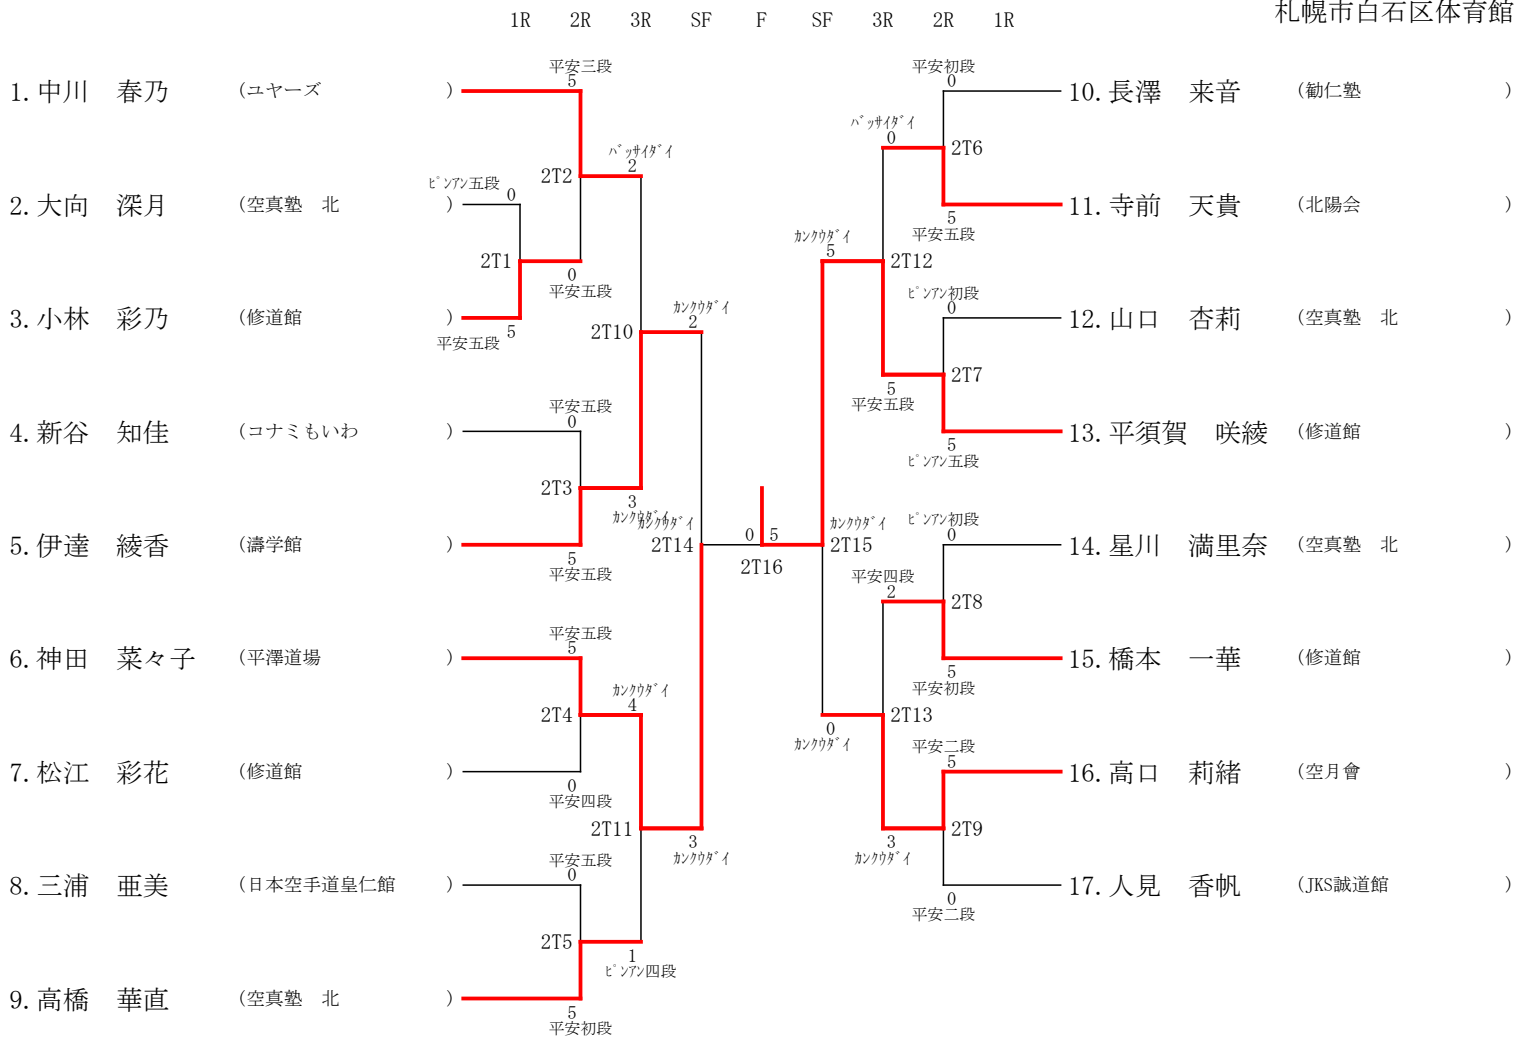 札幌市白石区体育館
1R 2R 3R SF F SF 3R 2R 1R
平安三段 平安初段
5 0
1. 中川 春乃 (ユヤーズ ) 10. 長澤 来音 (勧仁塾 )
ﾊﾞｯｻｲﾀﾞｲ ﾊﾞｯｻｲﾀﾞｲ
2 0
2T2 2T6
ﾋﾟﾝｱﾝ五段
0
2. 大向 深月 (空真塾 北 ) 11. 寺前 天貴 (北陽会 )
5
平安五段
ｶﾝｸｳﾀﾞｲ
5
2T1 2T12
0
平安五段
ﾋﾟﾝｱﾝ初段
ｶﾝｸｳﾀﾞｲ
0
3. 小林 彩乃 (修道館 ) 12. 山口 杏莉 (空真塾 北 )
2
5
平安五段
2T10
2T7
5
平安五段
平安五段
0
4. 新谷 知佳 (コナミもいわ ) 13. 平須賀 咲綾 (修道館 )
5
ﾋﾟﾝｱﾝ五段
2T3
3
ｶﾝｸｳﾀﾞｲ
ｶﾝｸｳﾀﾞｲ ｶﾝｸｳﾀﾞｲ ﾋﾟﾝｱﾝ初段
0 5 0
5. 伊達 綾香 (濤学館 ) 2T14 2T15 14. 星川 満里奈 (空真塾 北 )
5
平安五段
2T16
平安四段
2
2T8
平安五段
5
6. 神田 菜々子 (平澤道場 ) 15. 橋本 一華 (修道館 )
5
平安初段
ｶﾝｸｳﾀﾞｲ
4
2T4 2T13
0
ｶﾝｸｳﾀﾞｲ
平安二段
5
7. 松江 彩花 (修道館 ) 16. 高口 莉緒 (空月會 )
0
平安四段
2T11 2T9
3 3
ｶﾝｸｳﾀﾞｲ ｶﾝｸｳﾀﾞｲ
平安五段
0
8. 三浦 亜美 (日本空手道皇仁館 ) 17. 人見 香帆 (JKS誠道館 )
0
平安二段
2T5
1
ﾋﾟﾝｱﾝ四段
9. 高橋 華直 (空真塾 北 )
5
平安初段